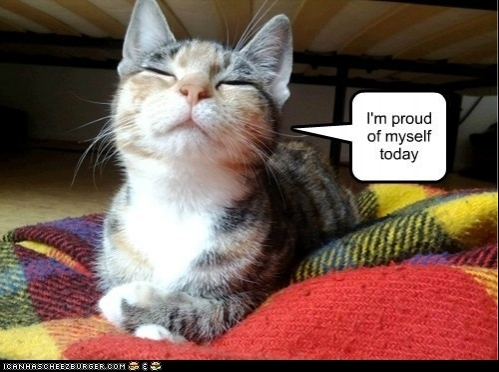 I'm proud
of myself
today
ICANHASCHEEZBURGER.COM